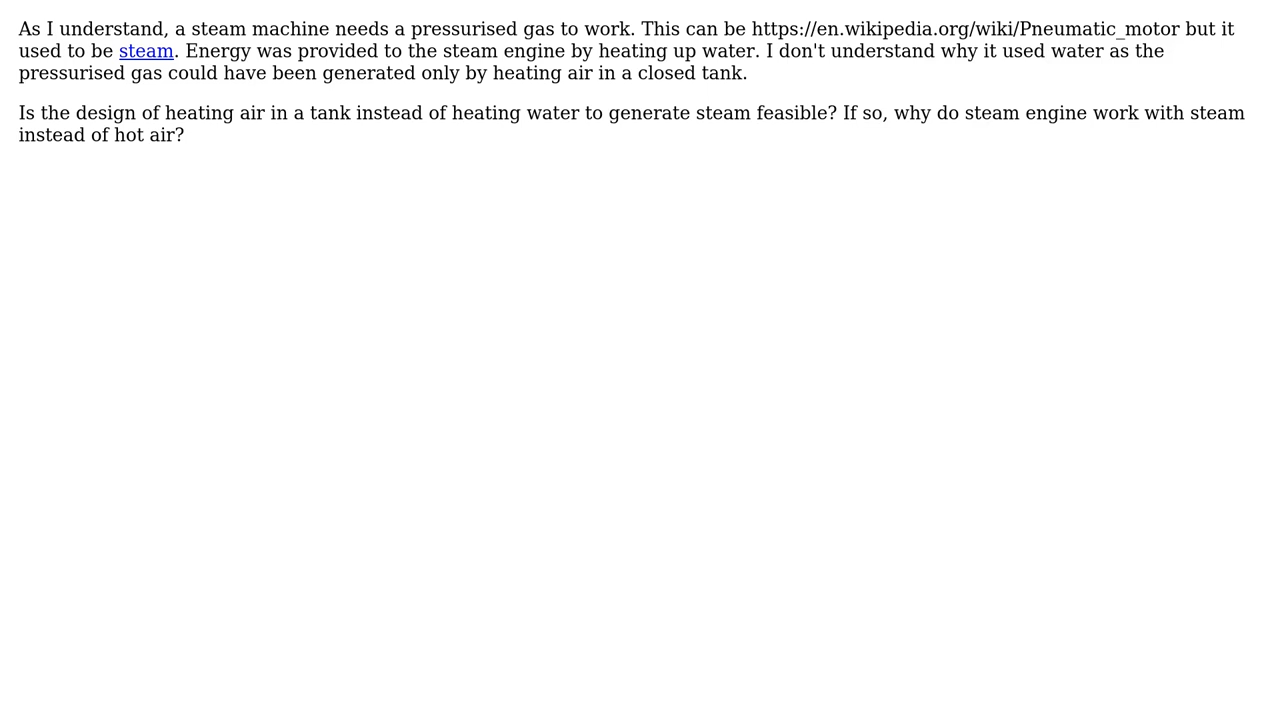 As I understand, a steam machine needs a pressurised gas to work. This can be https://en.wikipedia.org/wiki/Pneumatic_motor but it
used to be steam. Energy was provided to the steam engine by heating up water. I don't understand why it used water as the
pressurised gas could have been generated only by heating air in a closed tank.
Is the design of heating air in a tank instead of heating water to generate steam feasible? If so, why do steam engine work with steam
instead of hot air?